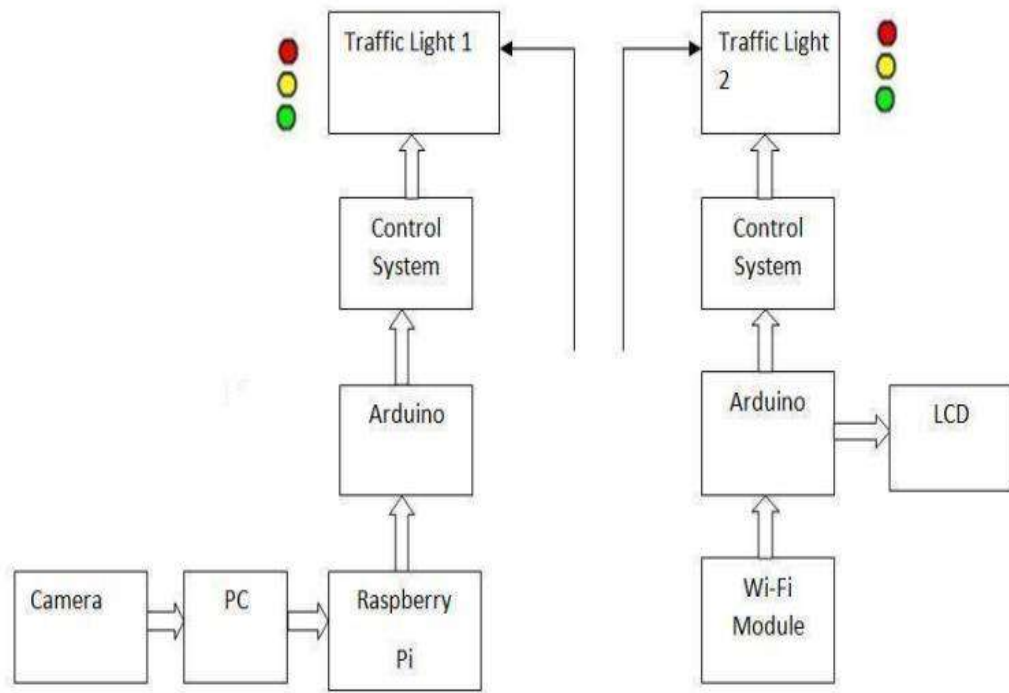 Traffic Light 1
Traffic Light
2
Control
System
Control
System
Arduino
Arduino
LCD
Camera
PC
Raspberry
Pi
Wi-Fi
Module